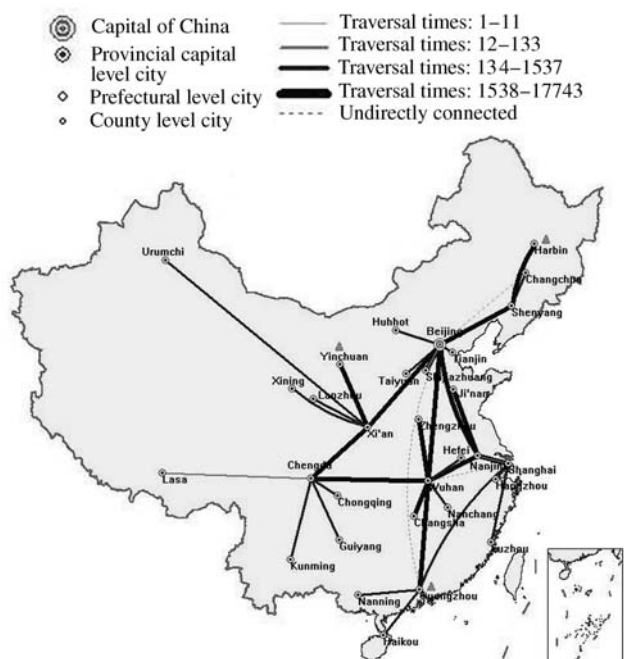 Capital of China
Provincial capital
level city
Prefectural level city
County level city
Traversal times: 1–11
Traversal times: 12–133
Traversal times: 134–1537
Traversal times: 1538–17743
Undirectly connected
Harbin
Urumchi
Changchun
Shenyang
Huhhot
Beijing
Yinchuan
Tianjin
Taiyuan
Shijiazhuang
Xining
Lanzhou
Ji'nan
Zhengzhou
Xi'an
Hefei
Nanjing
Shanghai
Chengdu
Lasa
Wuhan
Hangzhou
Chongqing
Nanchang
Changsha
Guiyang
Fuzhou
Kunming
Nanning
Guangzhou
Haikou